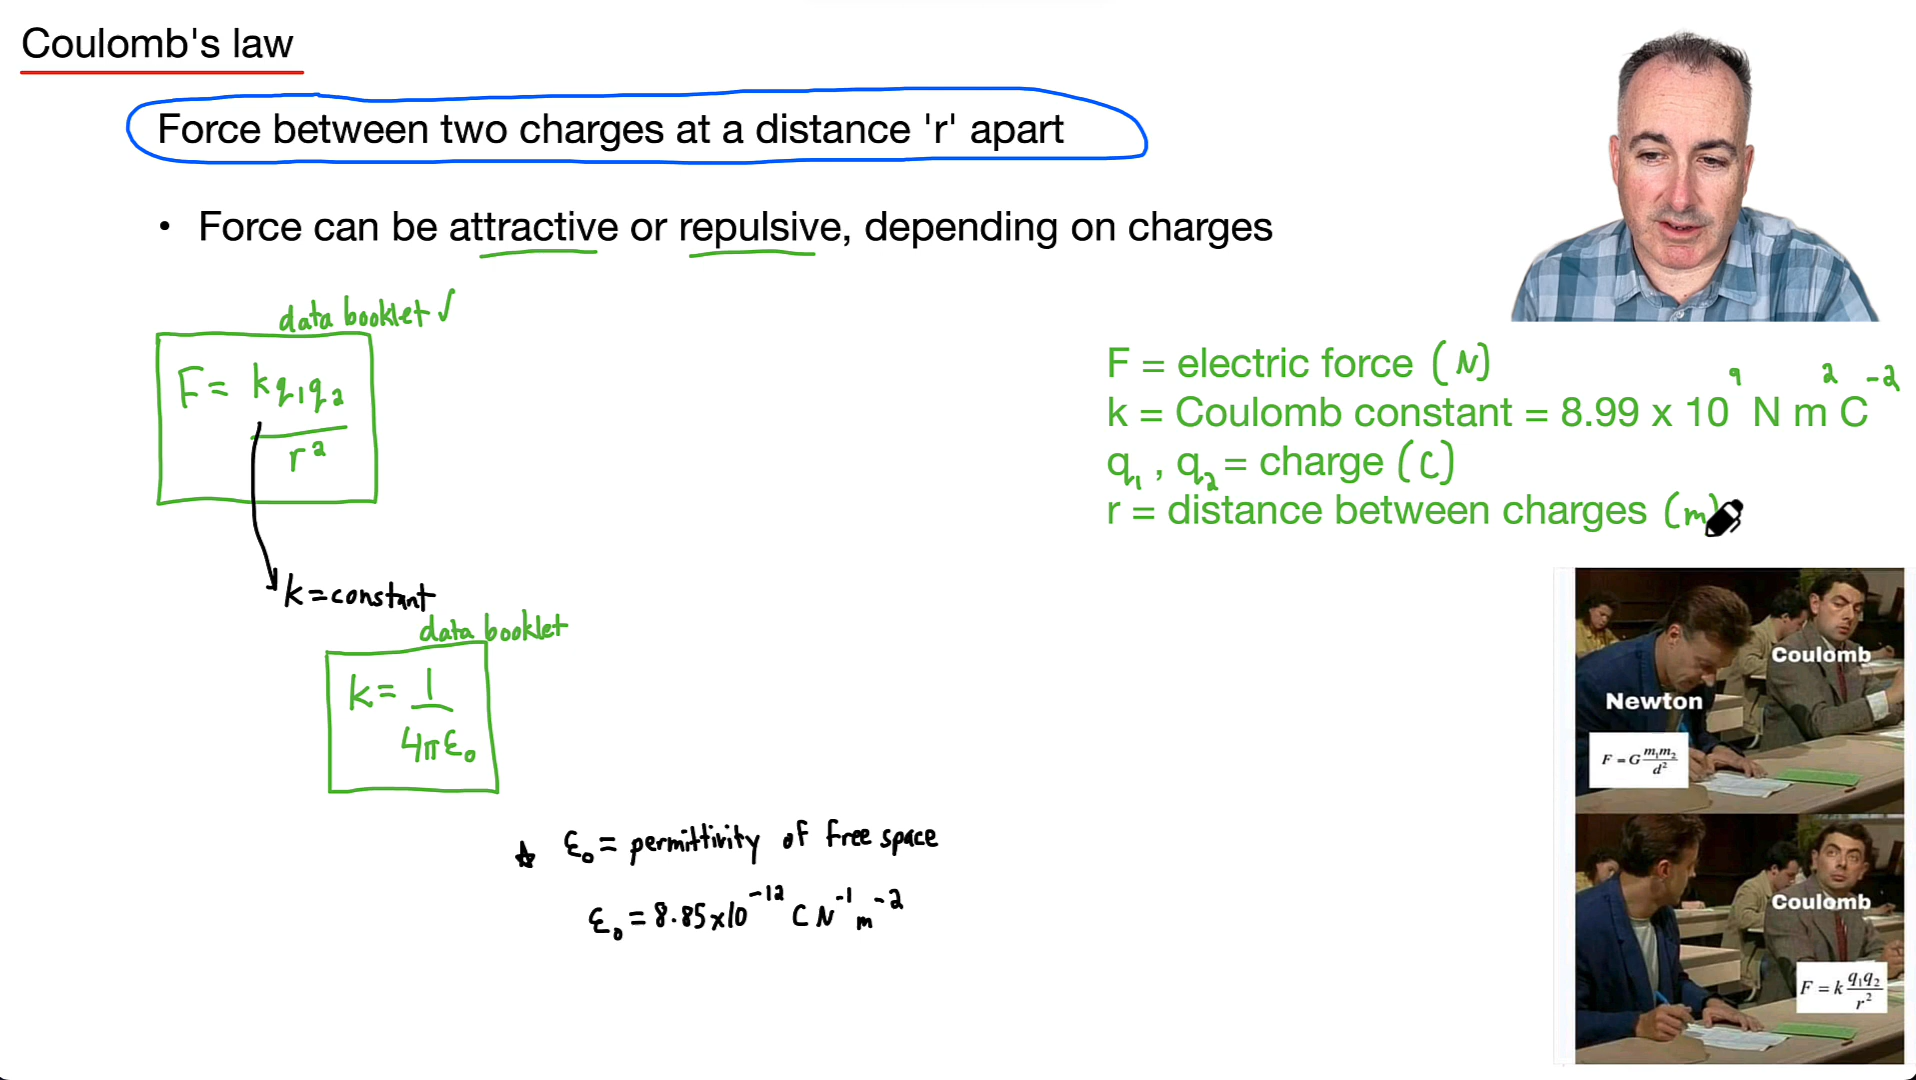 Coulomb's law
Force between two charges at a distance 'r' apart
• Force can be attractive or repulsive, depending on charges
data booklet ✓
F = kq₁q₂
r²
k = constant
data booklet
k = 1
4πε₀
☆ ε₀ = permittivity of free space
ε₀ = 8.85 x 10⁻¹² C N⁻¹ m⁻²
F = electric force (N)
k = Coulomb constant = 8.99 x 10⁹ N m² C⁻²
q₁ , q₂ = charge (C)
r = distance between charges (m)
Coulomb
Newton
F = G m₁m₂
d²
Coulomb
F = k q₁q₂
r²